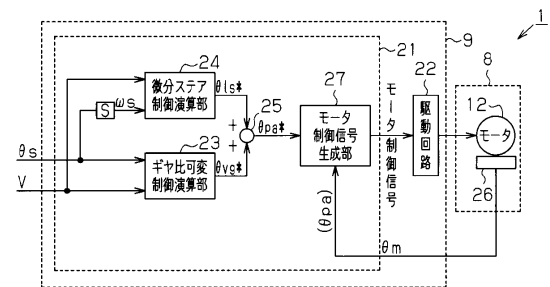 1
9
21
8
24
微分ステア
制御演算部
θls*
22
27
12
モータ
S
ωs
25
+
+
θpa*
モータ
制御信号
生成部
モータ制御信号
駆動回路
θs
23
ギヤ比可変
制御演算部
θvg*
26
V
(θpa)
θm